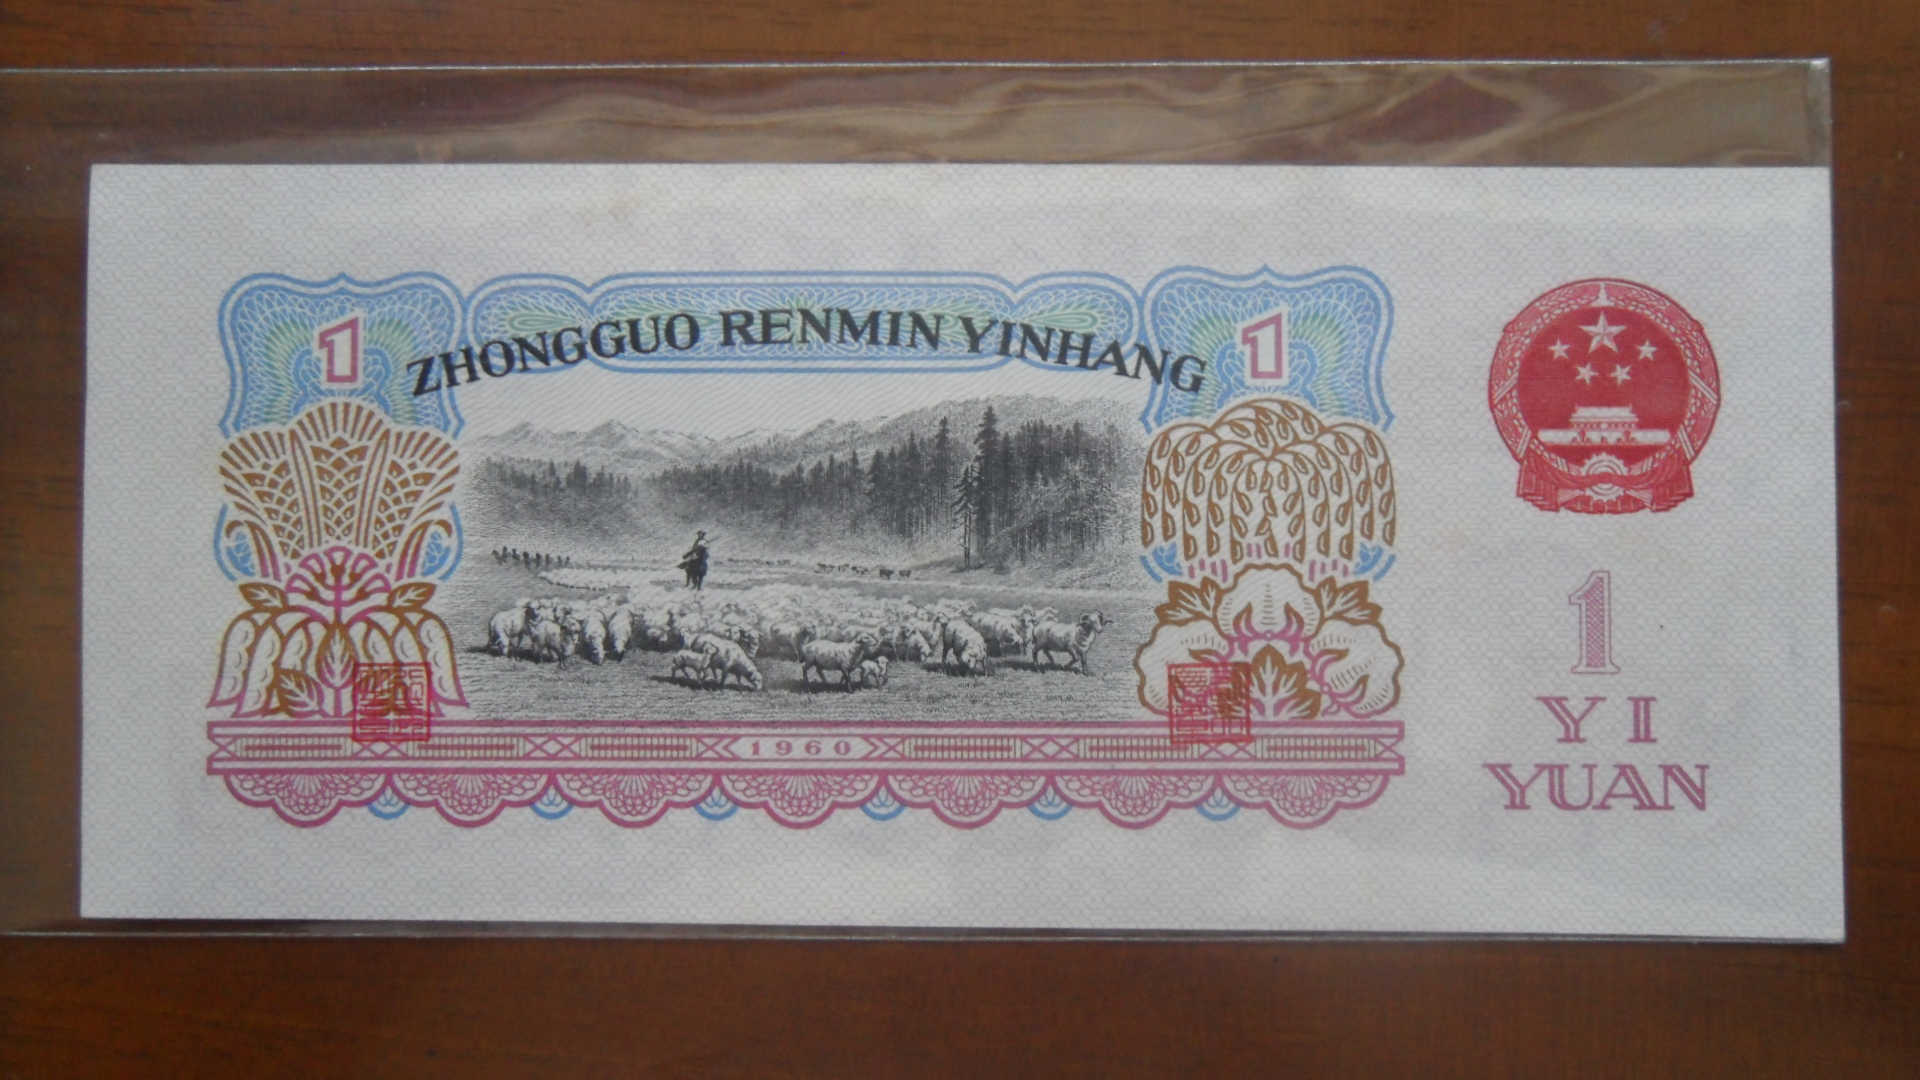 1
ZHONGGUO RENMIN YINHANG
1
1960
1
YI
YUAN